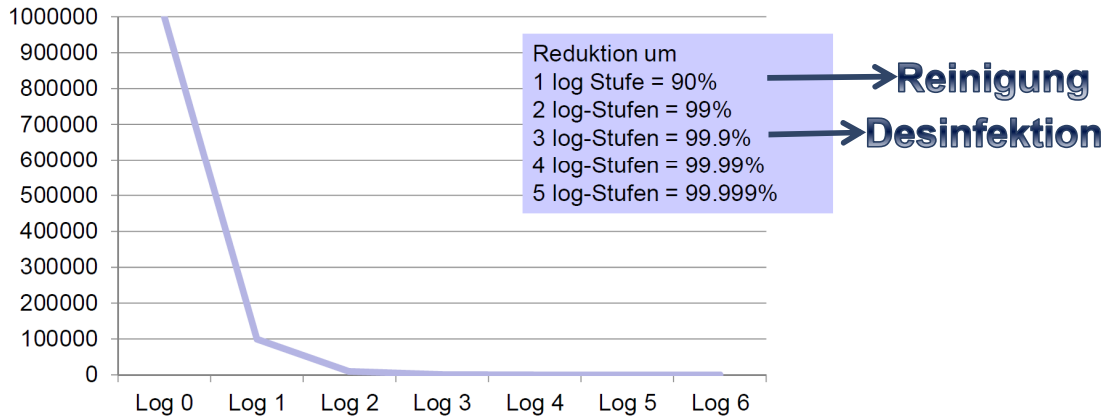 1000000
900000
800000
700000
600000
500000
400000
300000
200000
100000
0
Log 0 Log 1 Log 2 Log 3 Log 4 Log 5 Log 6
Reduktion um
1 log Stufe = 90%
2 log-Stufen = 99%
3 log-Stufen = 99.9%
4 log-Stufen = 99.99%
5 log-Stufen = 99.999%
Reinigung
Desinfektion